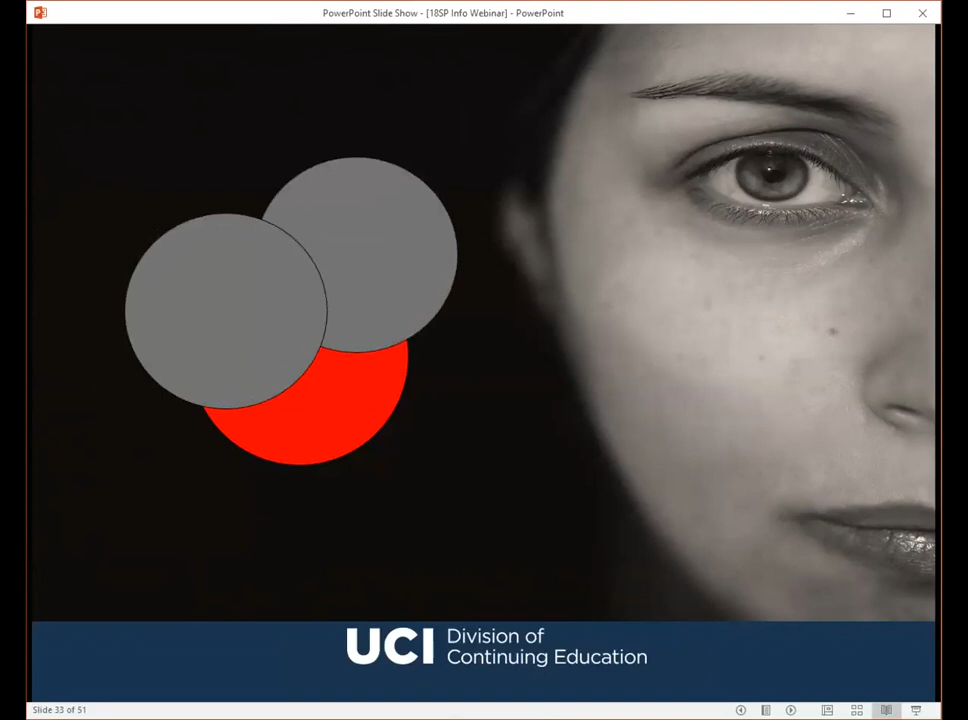 PowerPoint Slide Show - [18SP Info Webinar] - PowerPoint
UCI Division of
Continuing Education
Slide 33 of 51